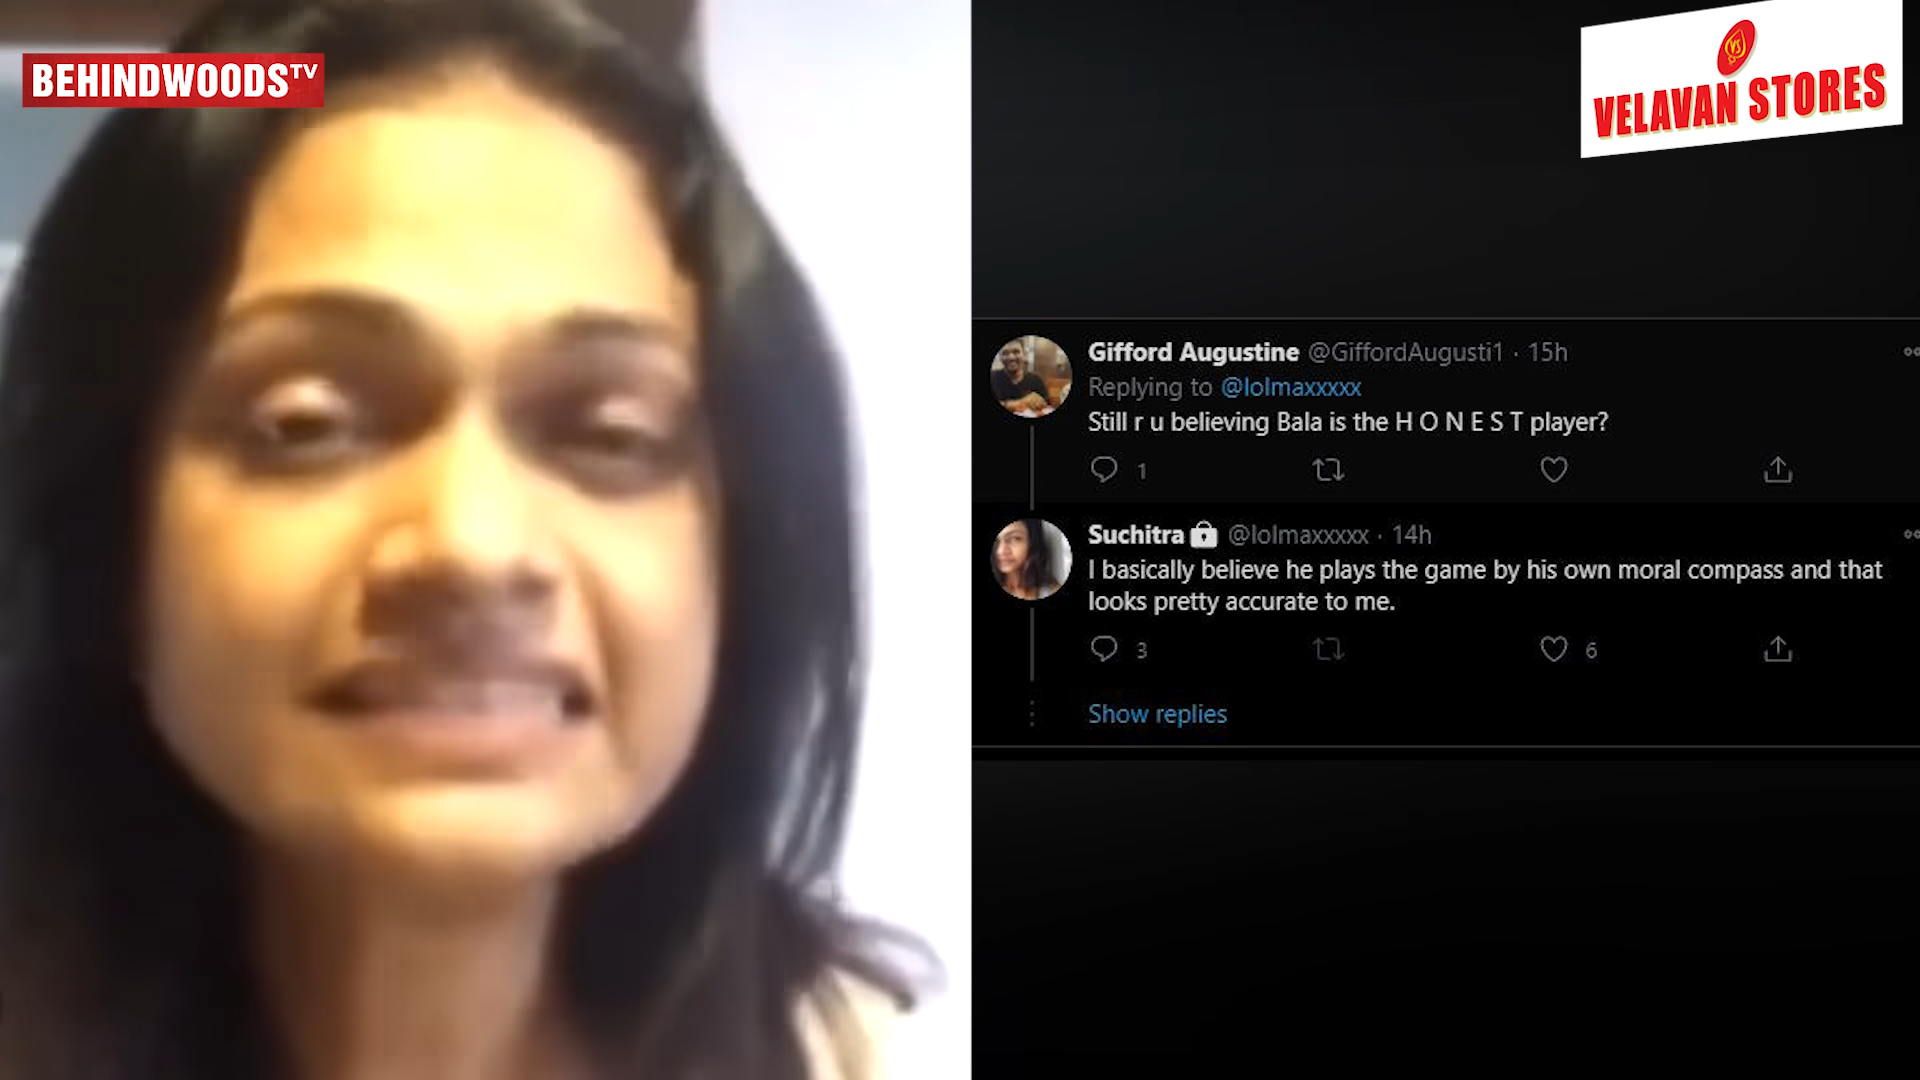 BEHINDWOODS TV
VS
VELAVAN STORES
Gifford Augustine @GiffordAugusti1 · 15h
Replying to @lolmaxxxxx
Still r u believing Bala is the H O N E S T player?
1
Suchitra @lolmaxxxxx · 14h
I basically believe he plays the game by his own moral compass and that
looks pretty accurate to me.
3 6
Show replies